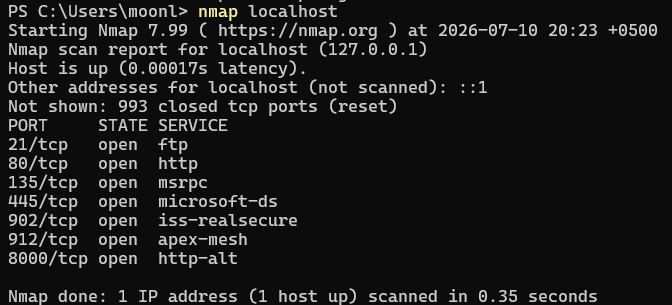 PS C:\Users\moonl> nmap localhost
Starting Nmap 7.99 ( https://nmap.org ) at 2026-07-10 20:23 +0500
Nmap scan report for localhost (127.0.0.1)
Host is up (0.00017s latency).
Other addresses for localhost (not scanned): ::1
Not shown: 993 closed tcp ports (reset)
PORT     STATE SERVICE
21/tcp   open  ftp
80/tcp   open  http
135/tcp  open  msrpc
445/tcp  open  microsoft-ds
902/tcp  open  iss-realsecure
912/tcp  open  apex-mesh
8000/tcp open  http-alt
Nmap done: 1 IP address (1 host up) scanned in 0.35 seconds